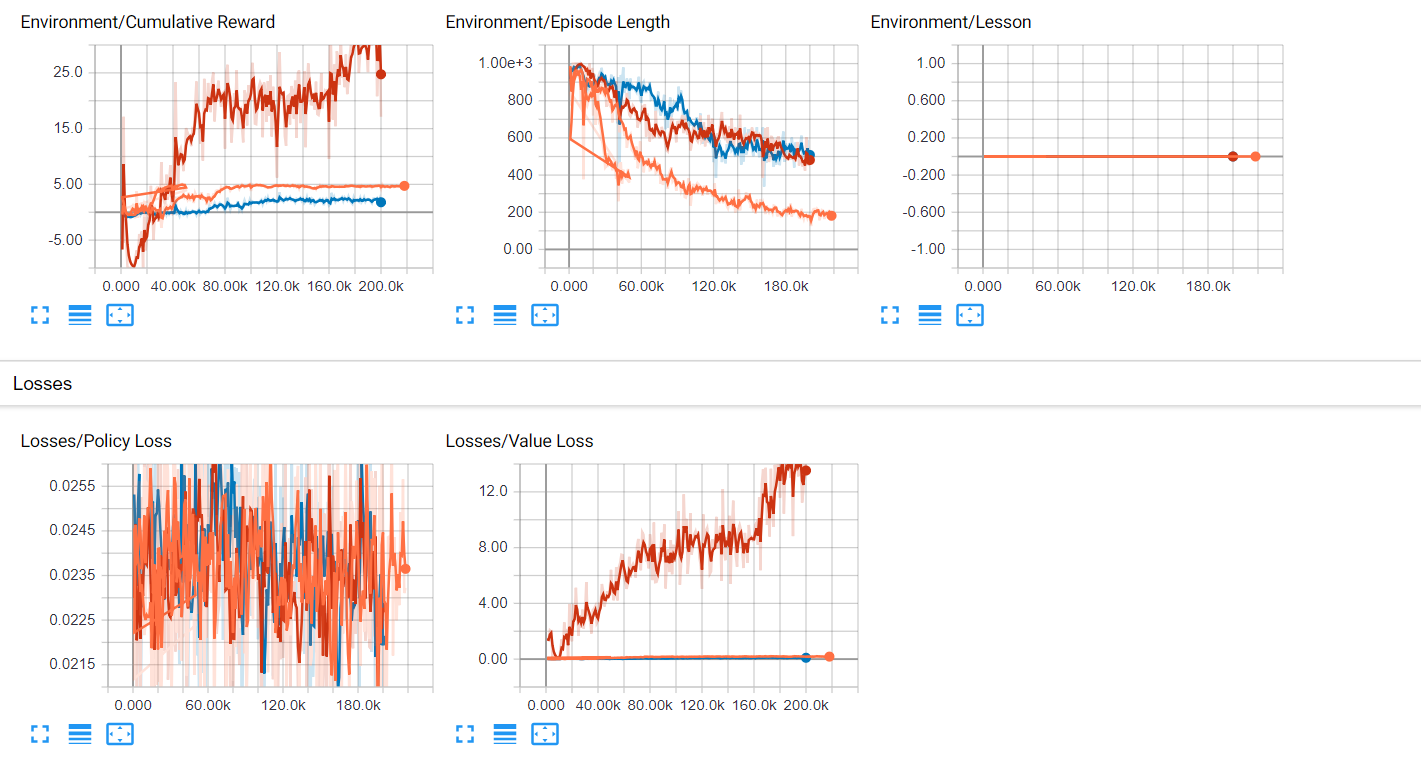 Environment/Cumulative Reward
25.0
15.0
5.00
-5.00
0.000 40.00k 80.00k 120.0k 160.0k 200.0k
Environment/Episode Length
1.00e+3
800
600
400
200
0.00
0.000 60.00k 120.0k 180.0k
Environment/Lesson
1.00
0.600
0.200
-0.200
-0.600
-1.00
0.000 60.00k 120.0k 180.0k
Losses
Losses/Policy Loss
0.0255
0.0245
0.0235
0.0225
0.0215
0.000 60.00k 120.0k 180.0k
Losses/Value Loss
12.0
8.00
4.00
0.00
0.000 40.00k 80.00k 120.0k 160.0k 200.0k